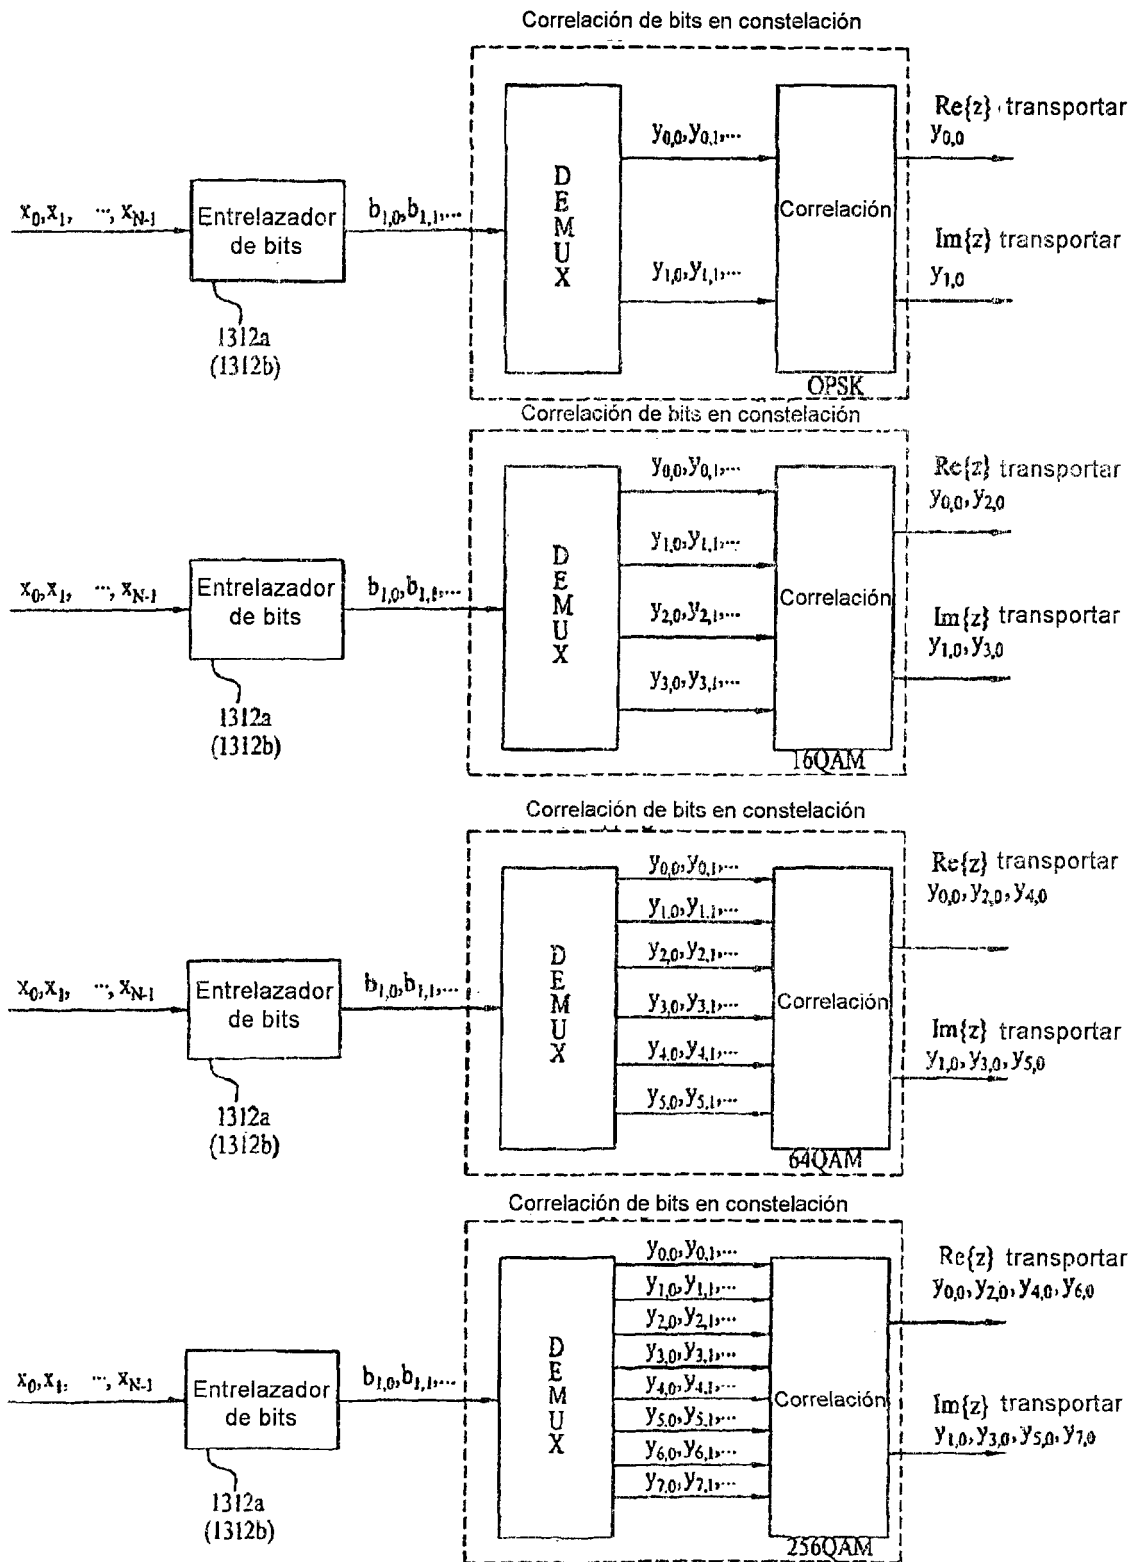 Correlación de bits en constelación
x0,x1, ..., xN-1
Entrelazador
de bits
1312a
(1312b)
b1,0,b1,1,...
DEMUX
y0,0,y0,1,...
y1,0,y1,1,...
Correlación
OPSK
Re{z} transportar
y0,0
Im{z} transportar
y1,0
Correlación de bits en constelación
x0,x1, ..., xN-1
Entrelazador
de bits
1312a
(1312b)
b1,0,b1,1,...
DEMUX
y0,0,y0,1,...
y1,0,y1,1,...
y2,0,y2,1,...
y3,0,y3,1,...
Correlación
16QAM
Re{z} transportar
y0,0,y2,0
Im{z} transportar
y1,0,y3,0
Correlación de bits en constelación
x0,x1, ..., xN-1
Entrelazador
de bits
1312a
(1312b)
b1,0,b1,1,...
DEMUX
y0,0,y0,1,...
y1,0,y1,1,...
y2,0,y2,1,...
y3,0,y3,1,...
y4,0,y4,1,...
y5,0,y5,1,...
Correlación
64QAM
Re{z} transportar
y0,0,y2,0,y4,0
Im{z} transportar
y1,0,y3,0,y5,0
Correlación de bits en constelación
x0,x1, ..., xN-1
Entrelazador
de bits
1312a
(1312b)
b1,0,b1,1,...
DEMUX
y0,0,y0,1,...
y1,0,y1,1,...
y2,0,y2,1,...
y3,0,y3,1,...
y4,0,y4,1,...
y5,0,y5,1,...
y6,0,y6,1,...
y7,0,y7,1,...
Correlación
256QAM
Re{z} transportar
y0,0,y2,0,y4,0,y6,0
Im{z} transportar
y1,0,y3,0,y5,0,y7,0